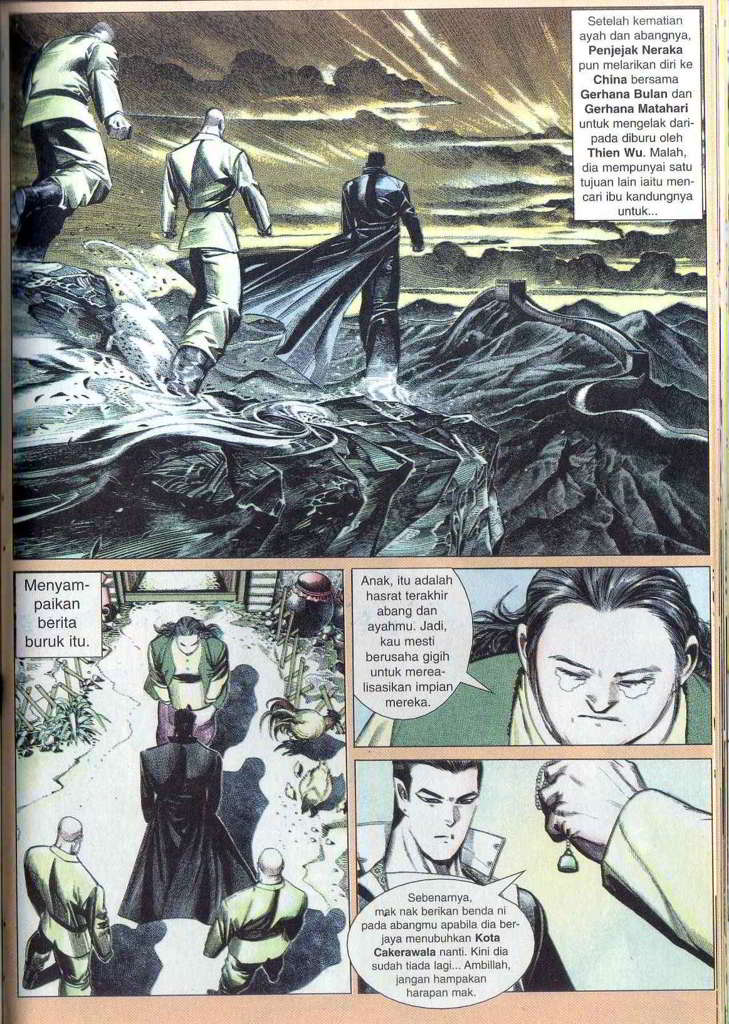 Setelah kematian
ayah dan abangnya,
Penjejak Neraka
pun melarikan diri ke
China bersama
Gerhana Bulan dan
Gerhana Matahari
untuk mengelak dari-
pada diburu oleh
Thien Wu. Malah,
dia mempunyai satu
tujuan lain iaitu men-
cari ibu kandungnya
untuk...
Menyam-
paikan
berita
buruk itu.
Anak, itu adalah
hasrat terakhir
abang dan
ayahmu. Jadi,
kau mesti
berusaha gigih
untuk merea-
lisasikan impian
mereka.
Sebenarnya,
mak nak berikan benda ni
pada abangmu apabila dia ber-
jaya menubuhkan Kota
Cakerawala nanti. Kini dia
sudah tiada lagi... Ambillah,
jangan hampakan
harapan mak.